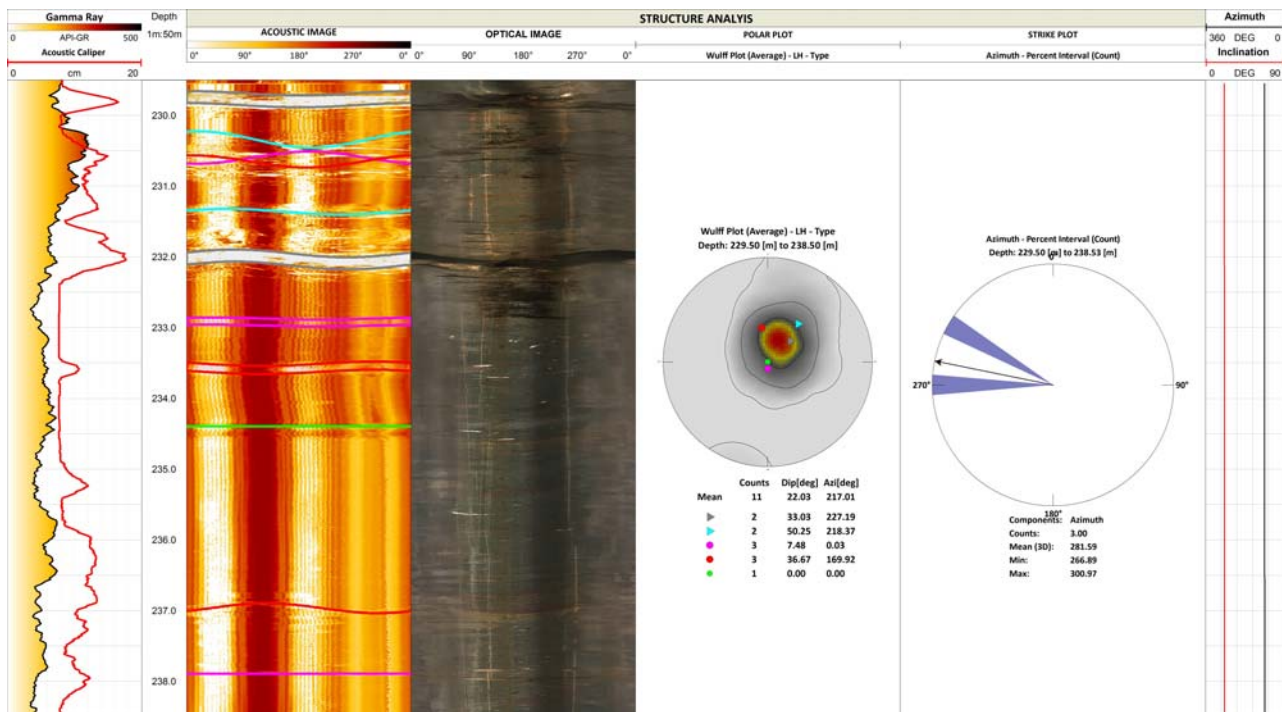 Gamma Ray
0 API-GR 500
Acoustic Caliper
0 cm 20
Depth
1m:50m
STRUCTURE ANALYIS
ACOUSTIC IMAGE
0° 90° 180° 270° 0°
OPTICAL IMAGE
0° 90° 180° 270° 0°
POLAR PLOT
Wulff Plot (Average) - LH - Type
STRIKE PLOT
Azimuth - Percent Interval (Count)
Azimuth
360 DEG 0
Inclination
0 DEG 90
230.0
231.0
232.0
233.0
234.0
235.0
236.0
237.0
238.0
Wulff Plot (Average) - LH - Type
Depth: 229.50 [m] to 238.50 [m]
Counts Dip[deg] Azi[deg]
Mean 11 22.03 217.01
2 33.03 227.19
2 50.25 218.37
3 7.48 0.03
3 36.67 169.92
1 0.00 0.00
Azimuth - Percent Interval (Count)
Depth: 229.50 [m] to 238.53 [m]
0°
270° 90°
180°
Components: Azimuth
Counts: 3.00
Mean (3D): 281.59
Min: 266.89
Max: 300.97